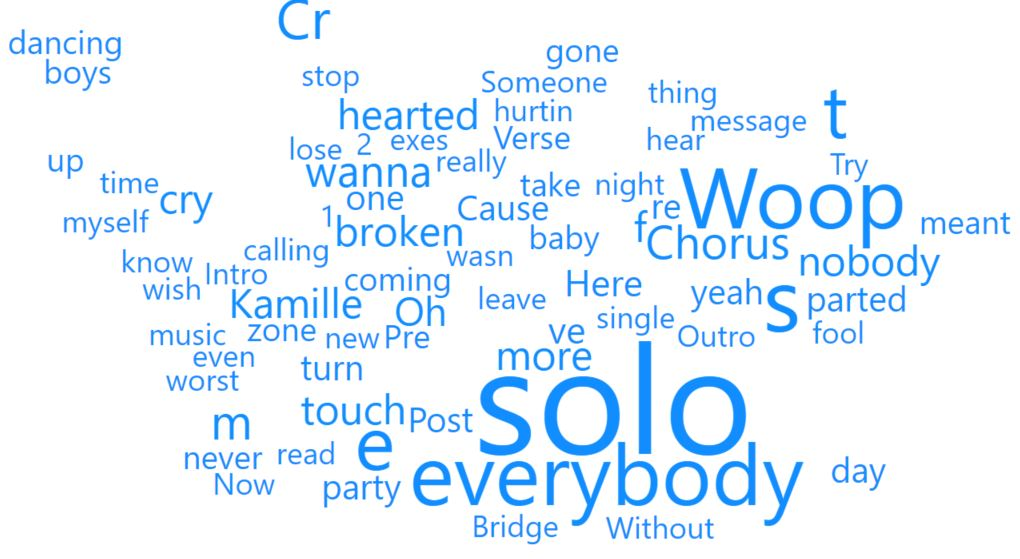 Cr
dancing
gone
boys
stop
Someone
thing
t
hearted
hurtin
message
lose
2
exes
Verse
hear
up
wanna
really
Try
time
cry
one
take
night
Woop
myself
1
broken
Cause
f
re
meant
know
calling
wasn
baby
Chorus
nobody
wish
Intro
coming
Here
yeah
s
parted
Kamille
Oh
leave
single
fool
music
zone
new
Pre
ve
Outro
even
worst
turn
more
solo
m
touch
Post
e
everybody
never
read
day
Now
party
Bridge
Without